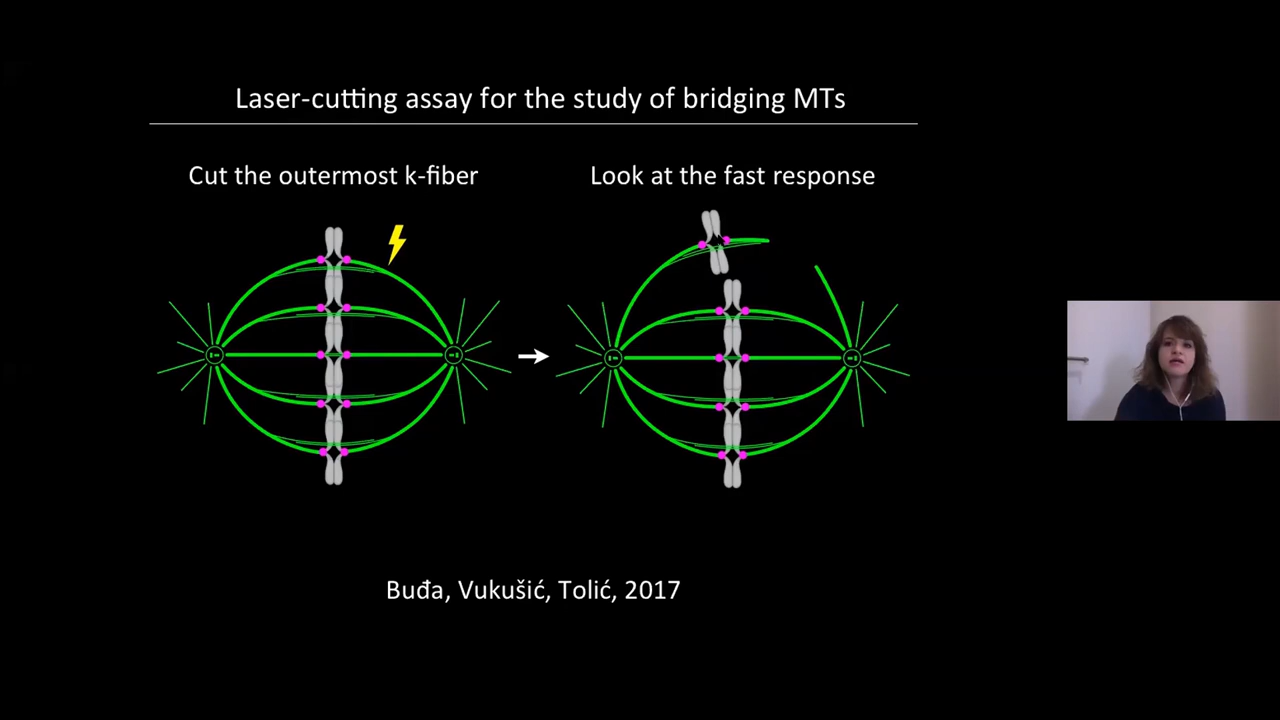 Laser-cutting assay for the study of bridging MTs
Cut the outermost k-fiber
Look at the fast response
Buđa, Vukušić, Tolić, 2017